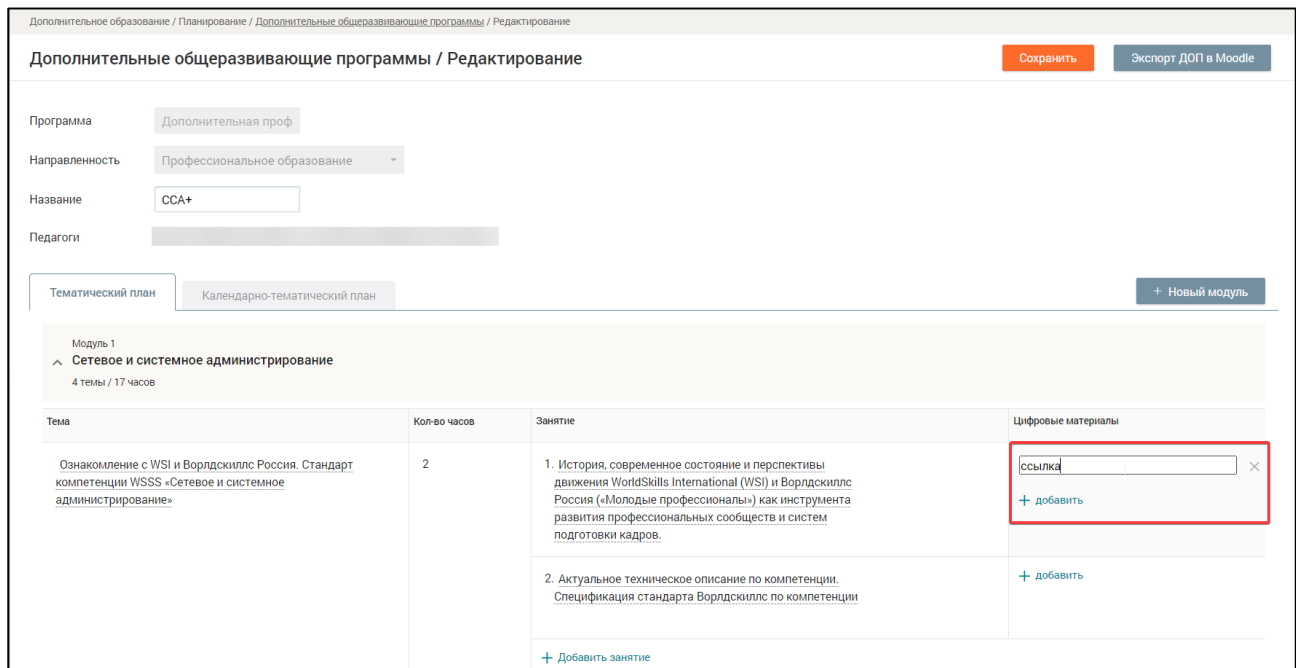 Дополнительное образование / Планирование / Дополнительные общеразвивающие программы / Редактирование
Дополнительные общеразвивающие программы / Редактирование
Сохранить
Экспорт ДОП в Moodle
Программа
Дополнительная проф
Направленность
Профессиональное образование
Название
ССА+
Педагоги
Тематический план
Календарно-тематический план
+ Новый модуль
Модуль 1
Сетевое и системное администрирование
4 темы / 17 часов
Тема
Кол-во часов
Занятие
Цифровые материалы
Ознакомление с WSI и Ворлдскиллс Россия. Стандарт
компетенции WSSS «Сетевое и системное
администрирование»
2
1. История, современное состояние и перспективы
движения WorldSkills International (WSI) и Ворлдскиллс
Россия («Молодые профессионалы») как инструмента
развития профессиональных сообществ и систем
подготовки кадров.
ссылка
+ добавить
2. Актуальное техническое описание по компетенции.
Спецификация стандарта Ворлдскиллс по компетенции
+ добавить
+ Добавить занятие